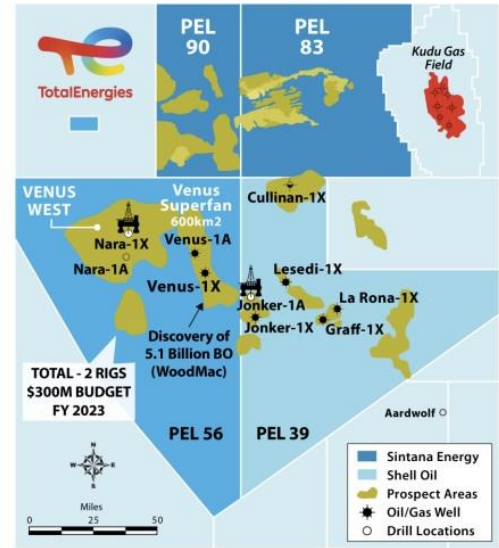 TotalEnergies
PEL
90
PEL
83
Kudu Gas
Field
VENUS
WEST
Nara-1X
Nara-1A
Venus
Superfan
600km2
Venus-1A
Venus-1X
Discovery of
5.1 Billion BO
(WoodMac)
Cullinan-1X
Lesedi-1X
Jonker-1A
Jonker-1X
La Rona-1X
Graff-1X
TOTAL - 2 RIGS
$300M BUDGET
FY 2023
PEL 56
PEL 39
Aardwolf
N
W
E
S
Miles
0
25
50
Sintana Energy
Shell Oil
Prospect Areas
Oil/Gas Well
Drill Locations